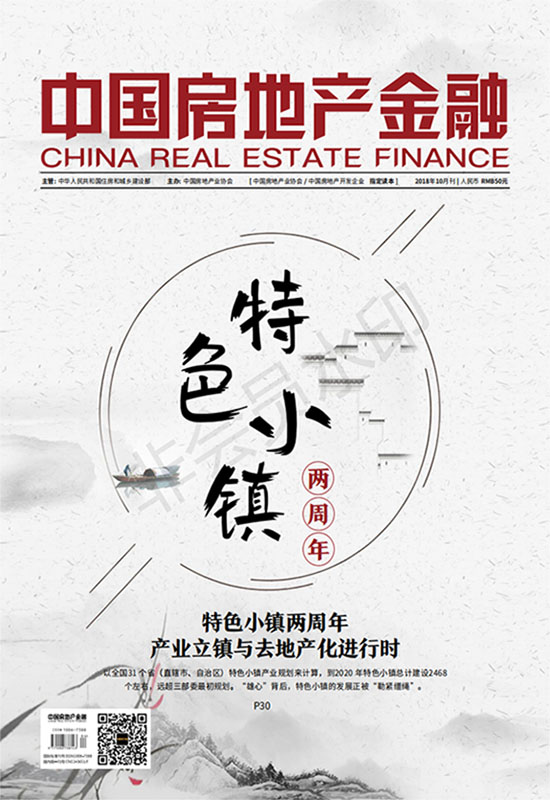 中国房地产金融
CHINA REAL ESTATE FINANCE
主管：中华人民共和国住房和城乡建设部 主办：中国房地产业协会 [ 中国房地产业协会 / 中国房地产开发企业 指定读本 ] 2018年10月刊 | 人民币 RMB50元
特色小镇
两周年
非会员水印
特色小镇两周年
产业立镇与去地产化进行时
以全国31个省（直辖市、自治区）特色小镇产业规划来计算，到2020年特色小镇总计建设2468
个左右，远超三部委最初规划。“雄心”背后，特色小镇的发展正被“勒紧缰绳”。
P30
中国房地产金融